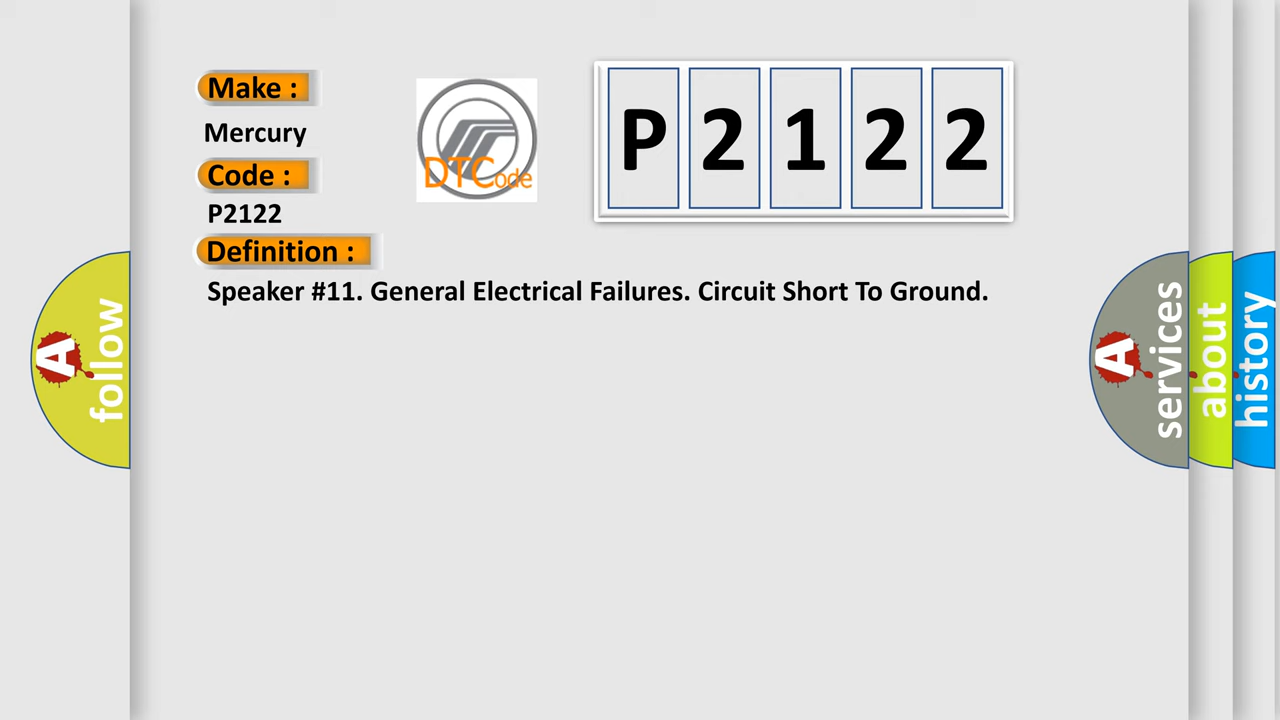 Make :
Mercury
Code :
P2122
Definition :
Speaker #11. General Electrical Failures. Circuit Short To Ground.
DTCode
P 2 1 2 2
A follow
A services
about
history